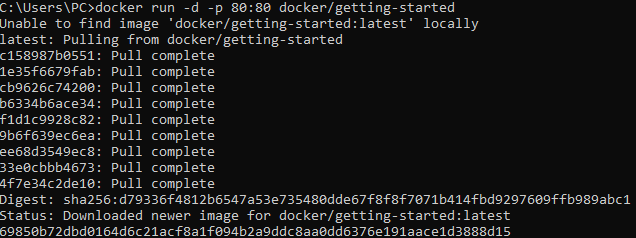 C:\Users\PC>docker run -d -p 80:80 docker/getting-started
Unable to find image 'docker/getting-started:latest' locally
latest: Pulling from docker/getting-started
c158987b0551: Pull complete
1e35f6679fab: Pull complete
cb9626c74200: Pull complete
b6334b6ace34: Pull complete
f1d1c9928c82: Pull complete
9b6f639ec6ea: Pull complete
ee68d3549ec8: Pull complete
33e0cbbb4673: Pull complete
4f7e34c2de10: Pull complete
Digest: sha256:d79336f4812b6547a53e735480dde67f8f8f7071b414fbd9297609ffb989abc1
Status: Downloaded newer image for docker/getting-started:latest
69850b72dbd0164d6c21acf8a1f094b2a9ddc8aa0dd6376e191aace1d3888d15